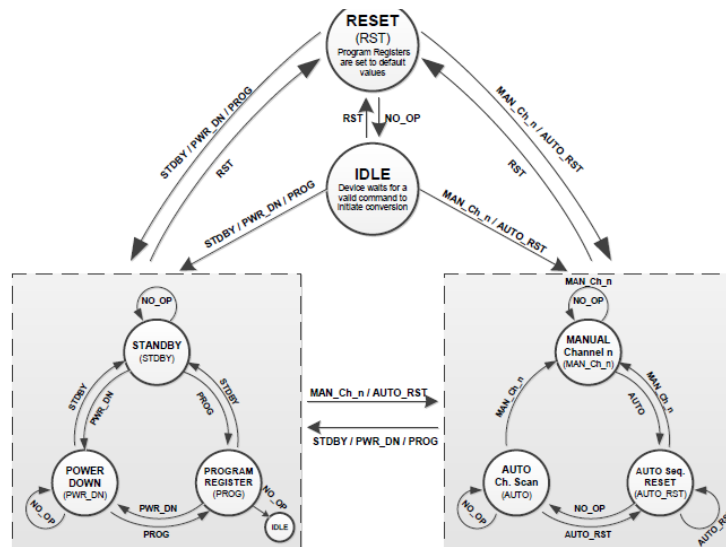 RESET
(RST)
Program Registers
are set to default
values
STDBY / PWR_DN / PROG
RST
RST
NO_OP
MAN_Ch_n / AUTO_RST
RST
IDLE
Device waits for a
valid command to
initiate conversion
STDBY / PWR_DN / PROG
MAN_Ch_n / AUTO_RST
NO_OP
STANDBY
(STDBY)
STDBY
PWR_DN
STDBY
PROG
POWER
DOWN
(PWR_DN)
NO_OP
PWR_DN
PROG
PROGRAM
REGISTER
(PROG)
NO_OP
IDLE
MAN_Ch_n / AUTO_RST
STDBY / PWR_DN / PROG
MAN_Ch_n
NO_OP
MANUAL
Channel n
(MAN_Ch_n)
MAN_Ch_n
MAN_Ch_n
AUTO
AUTO
Ch. Scan
(AUTO)
NO_OP
NO_OP
AUTO_RST
AUTO Seq.
RESET
(AUTO_RST)
AUTO_RST